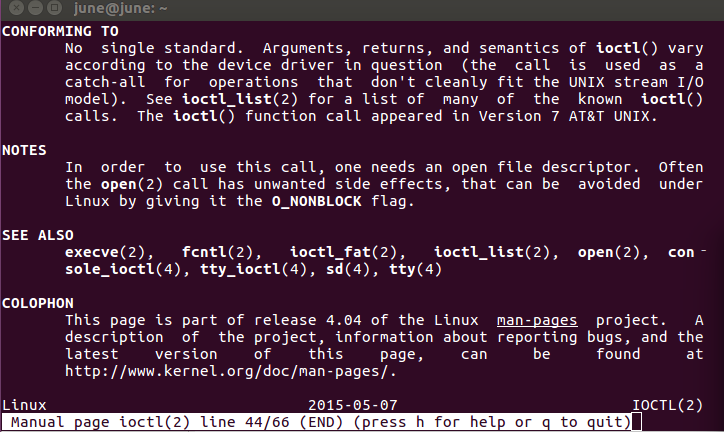 june@june: ~
CONFORMING TO
No single standard. Arguments, returns, and semantics of ioctl() vary
according to the device driver in question (the call is used as a
catch-all for operations that don't cleanly fit the UNIX stream I/O
model). See ioctl_list(2) for a list of many of the known ioctl()
calls. The ioctl() function call appeared in Version 7 AT&T UNIX.
NOTES
In order to use this call, one needs an open file descriptor. Often
the open(2) call has unwanted side effects, that can be avoided under
Linux by giving it the O_NONBLOCK flag.
SEE ALSO
execve(2), fcntl(2), ioctl_fat(2), ioctl_list(2), open(2), con‐
sole_ioctl(4), tty_ioctl(4), sd(4), tty(4)
COLOPHON
This page is part of release 4.04 of the Linux man-pages project. A
description of the project, information about reporting bugs, and the
latest version of this page, can be found at
http://www.kernel.org/doc/man-pages/.
Linux 2015-05-07 IOCTL(2)
Manual page ioctl(2) line 44/66 (END) (press h for help or q to quit)